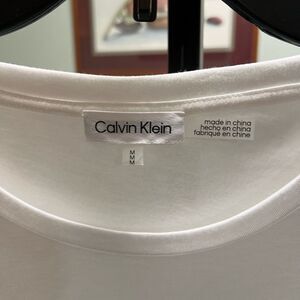 Calvin Klein
M
M
M
made in china
hecho en china
fabriqué en chine